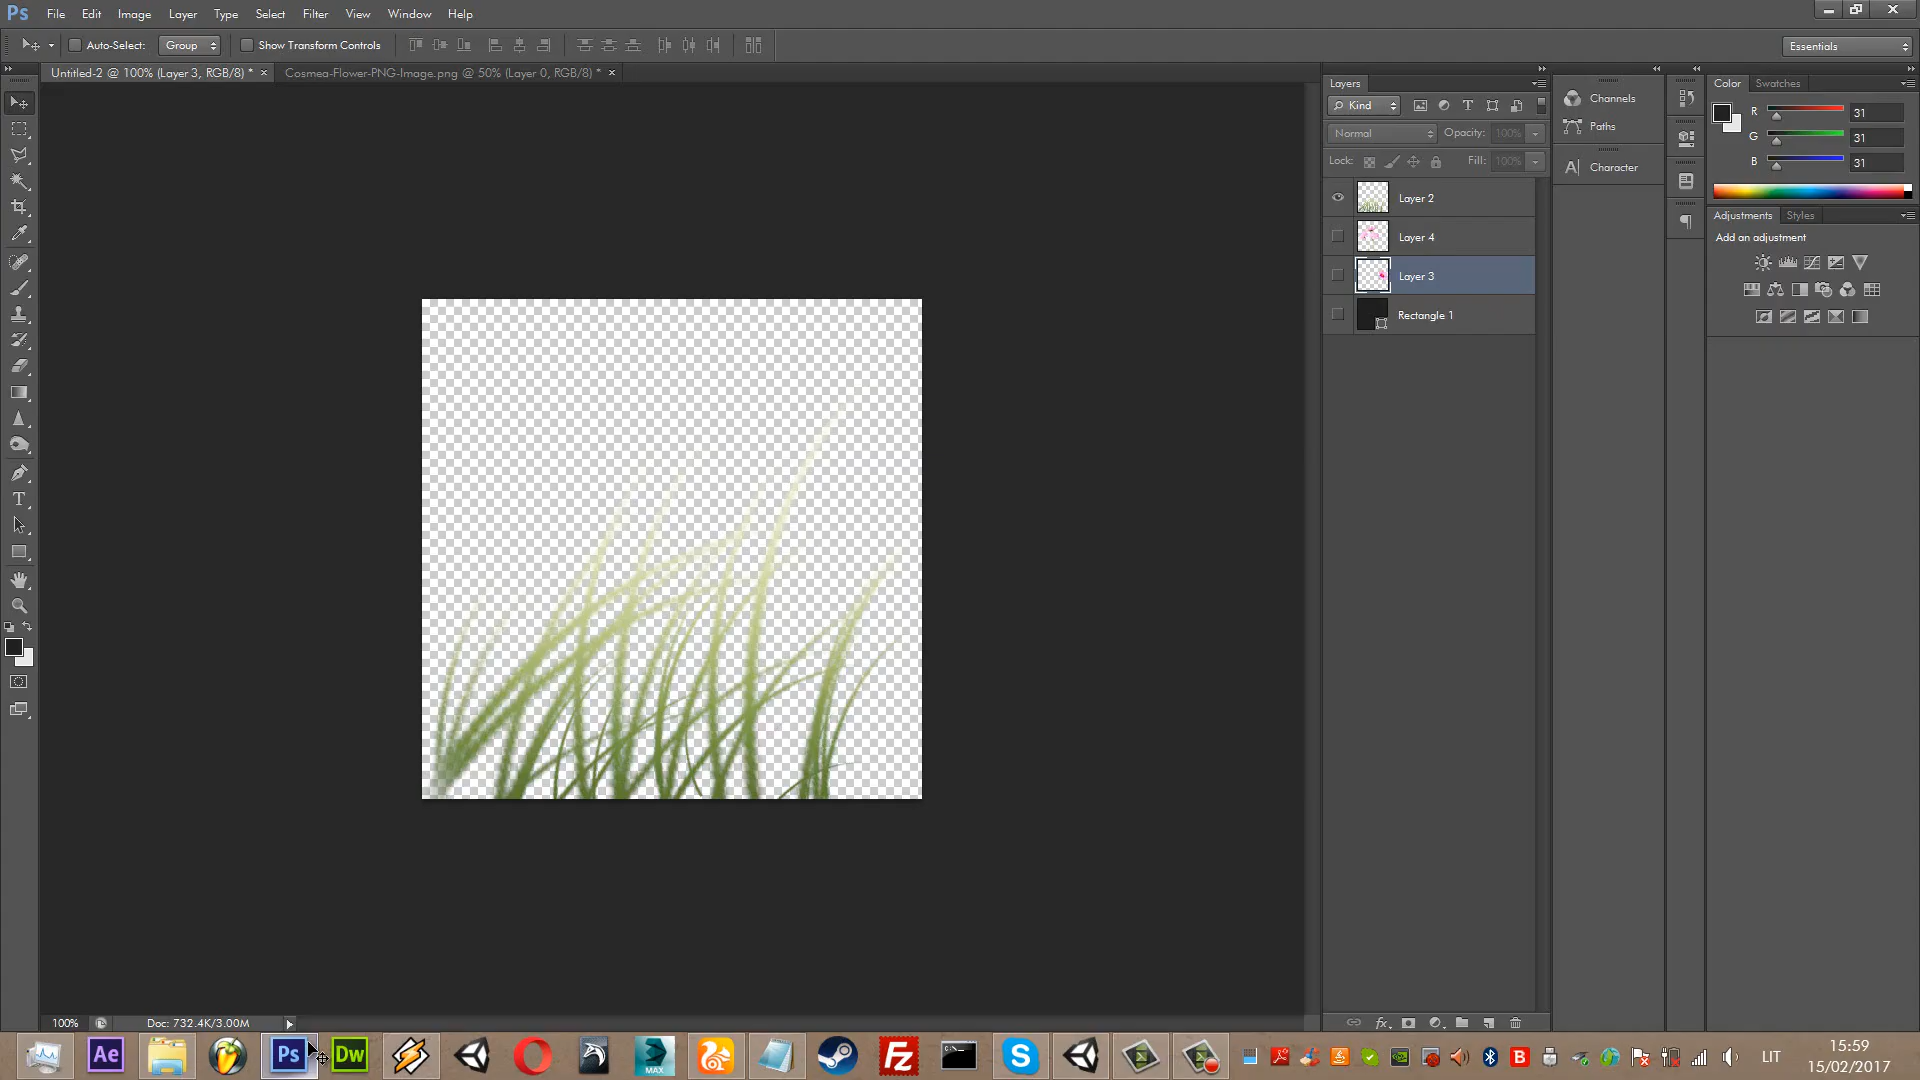 Ps File Edit Image Layer Type Select Filter View Window Help
Auto-Select: Group Show Transform Controls Essentials
Untitled-2 @ 100% (Layer 3, RGB/8) * × Cosmea-Flower-PNG-Image.png @ 50% (Layer 0, RGB/8) * ×
Layers
Kind
Normal Opacity: 100%
Lock: Fill: 100%
Layer 2
Layer 4
Layer 3
Rectangle 1
Channels
Paths
Character
Color Swatches
R 31
G 31
B 31
Adjustments Styles
Add an adjustment
100% Doc: 732.4K/3.00M
Ae Ps Dw MAX Fz S B LIT
15:59
15/02/2017